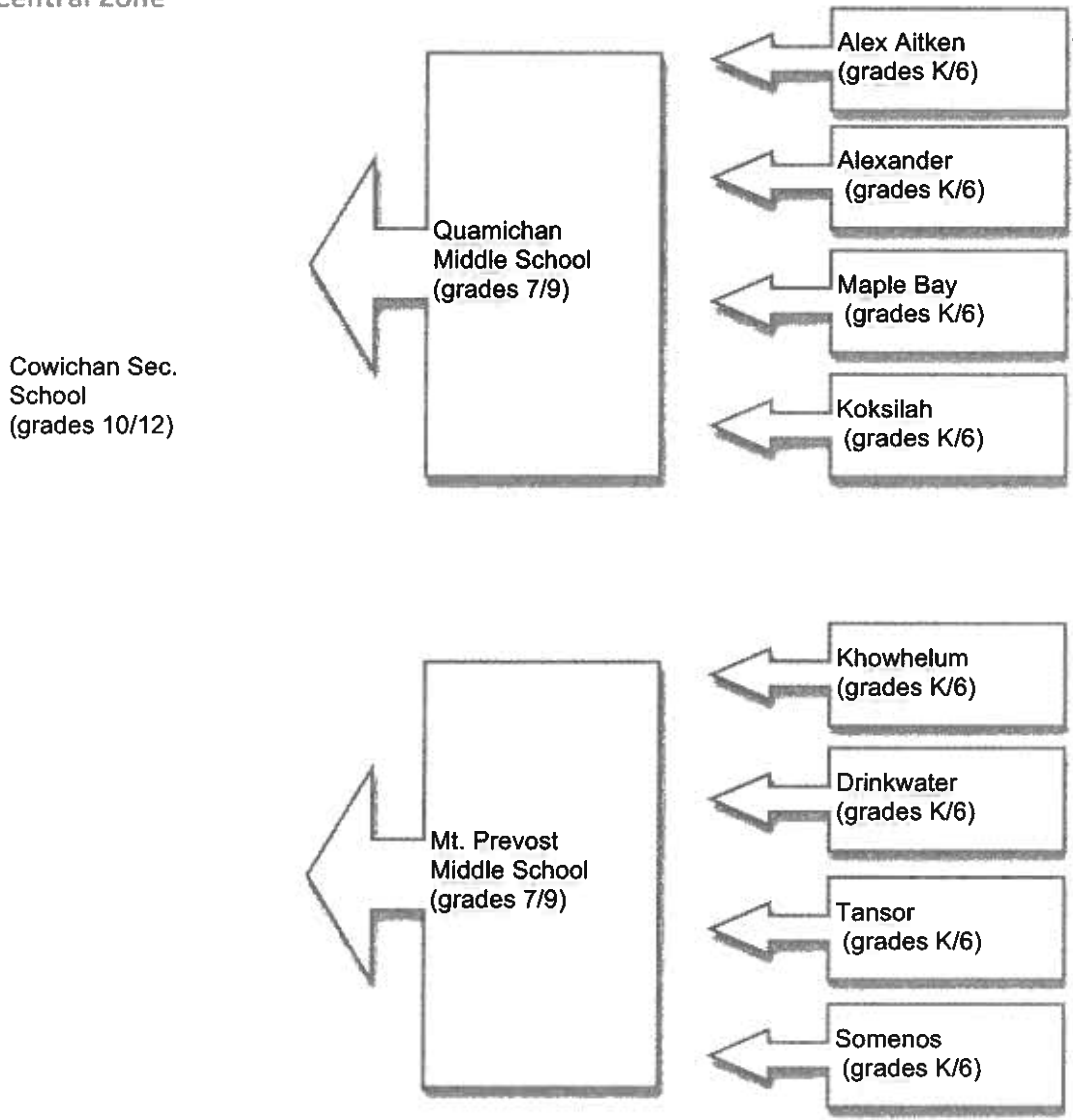 Central Zone
Alex Aitken
(grades K/6)
Alexander
(grades K/6)
Quamichan
Middle School
(grades 7/9)
Maple Bay
(grades K/6)
Cowichan Sec.
School
(grades 10/12)
Koksilah
(grades K/6)
Khowhelum
(grades K/6)
Drinkwater
(grades K/6)
Mt. Prevost
Middle School
(grades 7/9)
Tansor
(grades K/6)
Somenos
(grades K/6)